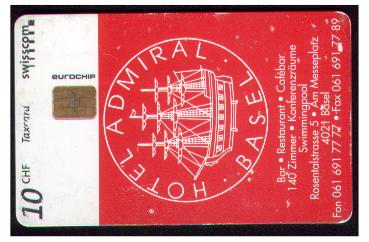 swisscom
eurochip
Taxcard
10 CHF
HOTEL ADMIRAL · BASEL ·
Bar • Restaurant • Cafébar
140 Zimmer • Konferenzräume
Swimmingpool
Rosentalstrasse 5 • Am Messeplatz
4021 Basel
Fon 061 691 77 77 • Fax 061 691 77 89